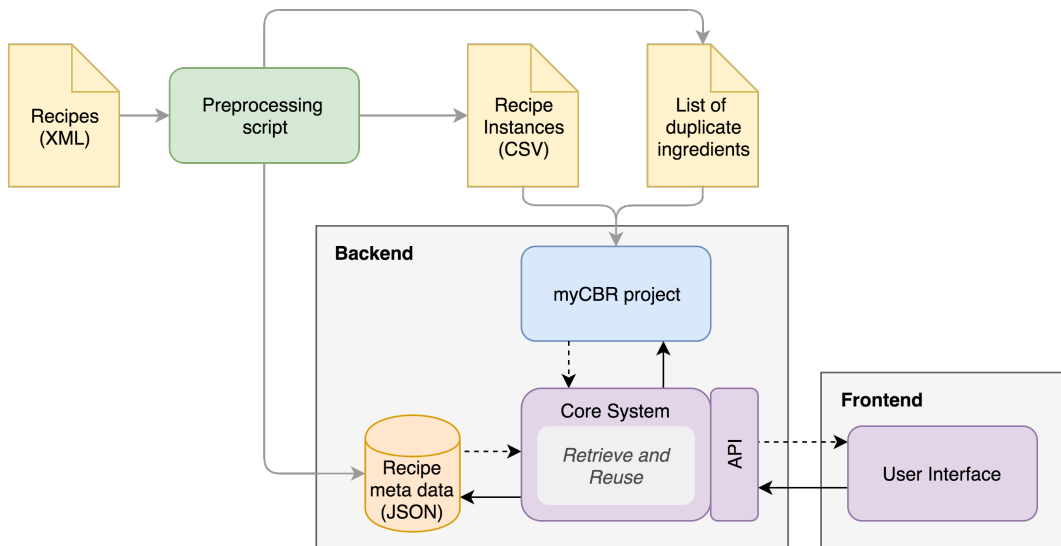 Recipes
(XML)
Preprocessing
script
Recipe
Instances
(CSV)
List of
duplicate
ingredients
Backend
myCBR project
Core System
Retrieve and
Reuse
API
Recipe
meta data
(JSON)
Frontend
User Interface